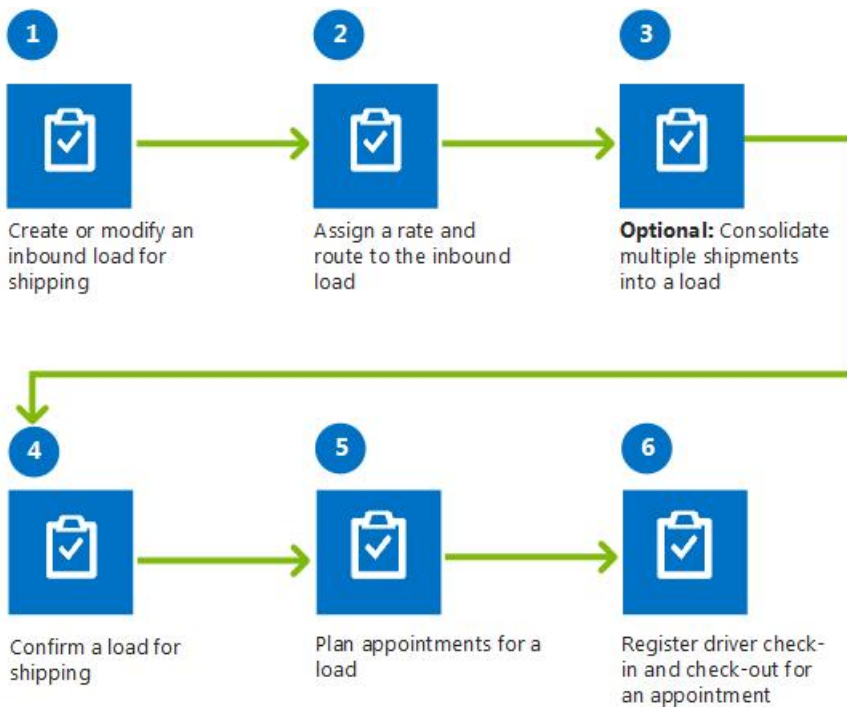 1
2
3
Create or modify an
inbound load for
shipping
Assign a rate and
route to the inbound
load
Optional: Consolidate
multiple shipments
into a load
4
5
6
Confirm a load for
shipping
Plan appointments for a
load
Register driver check-
in and check-out for
an appointment